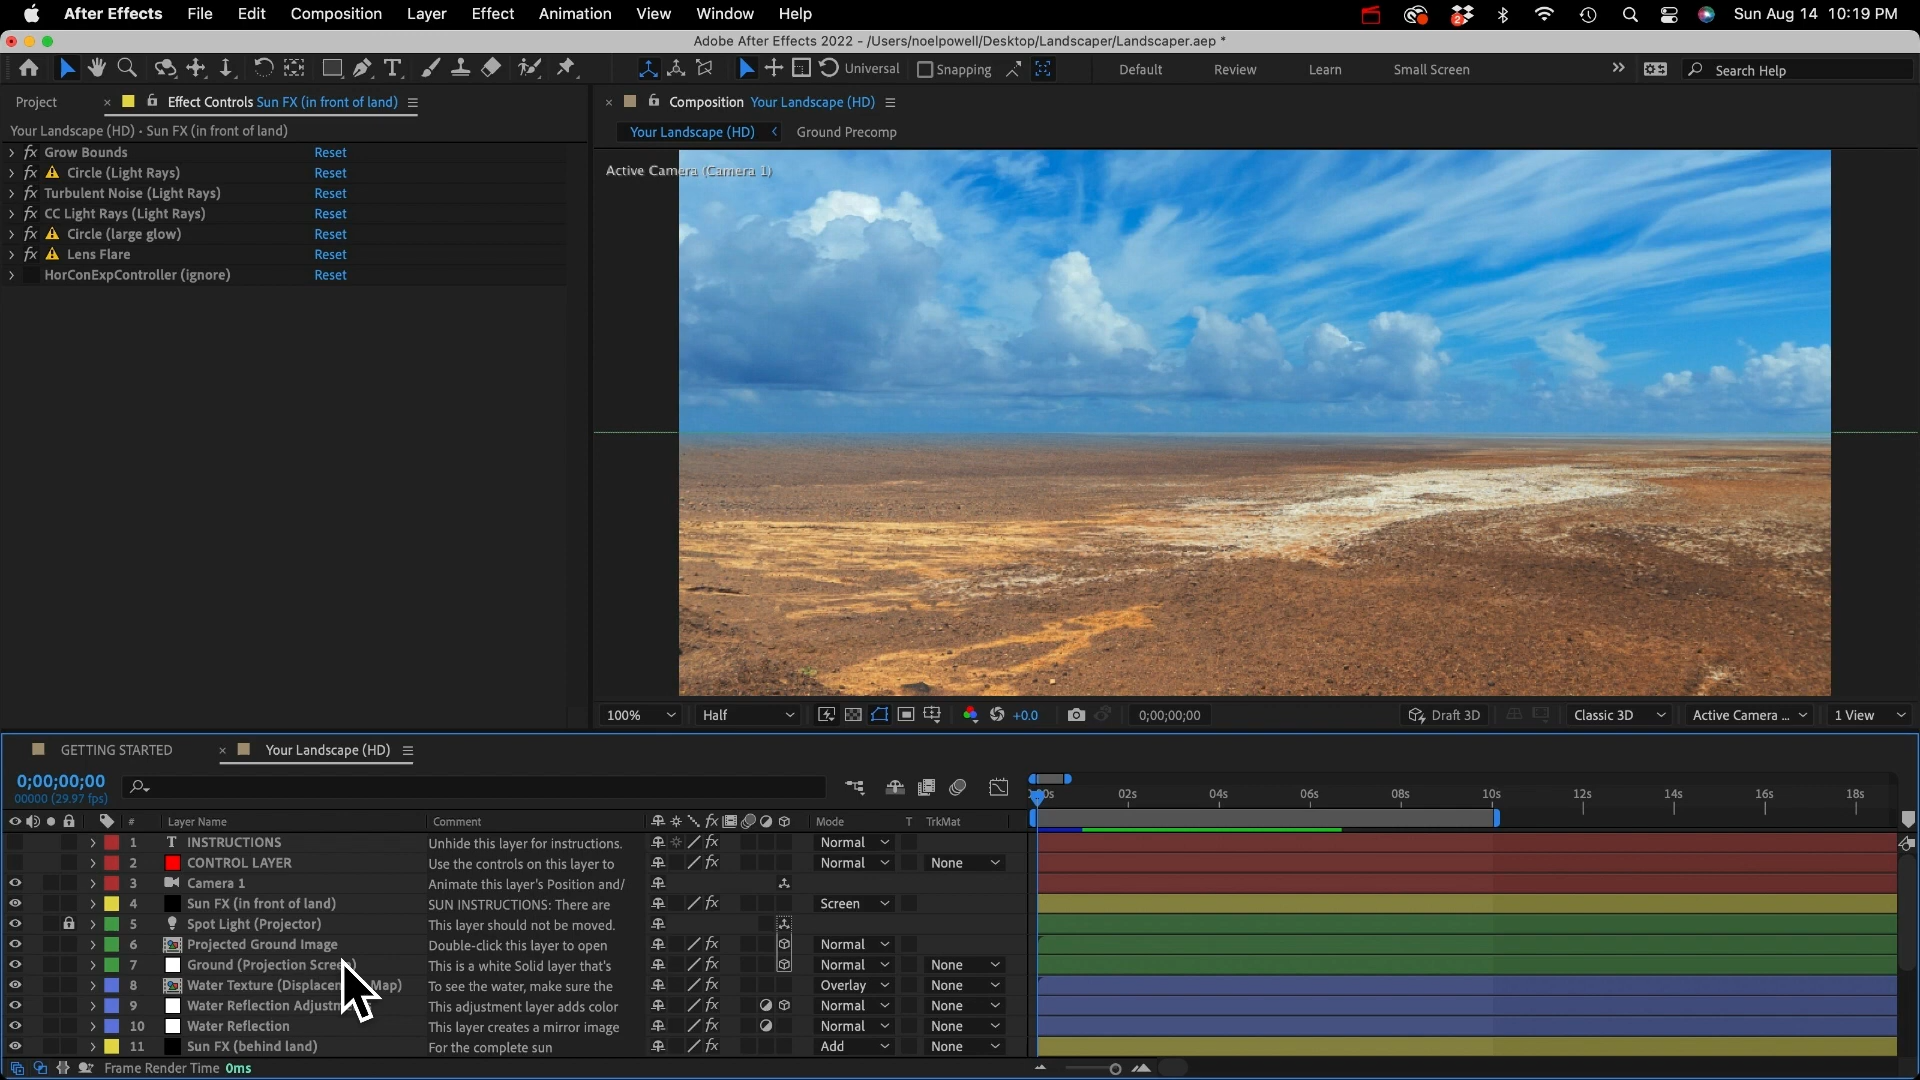 After Effects File Edit Composition Layer Effect Animation View Window Help Sun Aug 14 10:19 PM
Adobe After Effects 2022 - /Users/noelpowell/Desktop/Landscaper/Landscaper.aep *
Universal Snapping Default Review Learn Small Screen Search Help
Project Effect Controls Sun FX (in front of land) Composition Your Landscape (HD)
Your Landscape (HD) • Sun FX (in front of land) Your Landscape (HD) Ground Precomp
Grow Bounds Reset
Circle (Light Rays) Reset
Turbulent Noise (Light Rays) Reset
CC Light Rays (Light Rays) Reset
Circle (large glow) Reset
Lens Flare Reset
HorConExpController (ignore) Reset
Active Camera (Camera 1)
100% Half +0.0 0;00;00;00 Draft 3D Classic 3D Active Camera ... 1 View
GETTING STARTED Your Landscape (HD)
0;00;00;00
00000 (29.97 fps)
02s 04s 06s 08s 10s 12s 14s 16s 18s
# Layer Name Comment fx Mode T TrkMat
1 INSTRUCTIONS Unhide this layer for instructions. Normal
2 CONTROL LAYER Use the controls on this layer to Normal None
3 Camera 1 Animate this layer's Position and/
4 Sun FX (in front of land) SUN INSTRUCTIONS: There are Screen
5 Spot Light (Projector) This layer should not be moved.
6 Projected Ground Image Double-click this layer to open Normal
7 Ground (Projection Scre This is a white Solid layer that's Normal None
8 Water Texture (Displace Map) To see the water, make sure the Overlay None
9 Water Reflection Adjust This adjustment layer adds color Normal None
10 Water Reflection This layer creates a mirror image Normal None
11 Sun FX (behind land) For the complete sun Add None
Frame Render Time 0ms